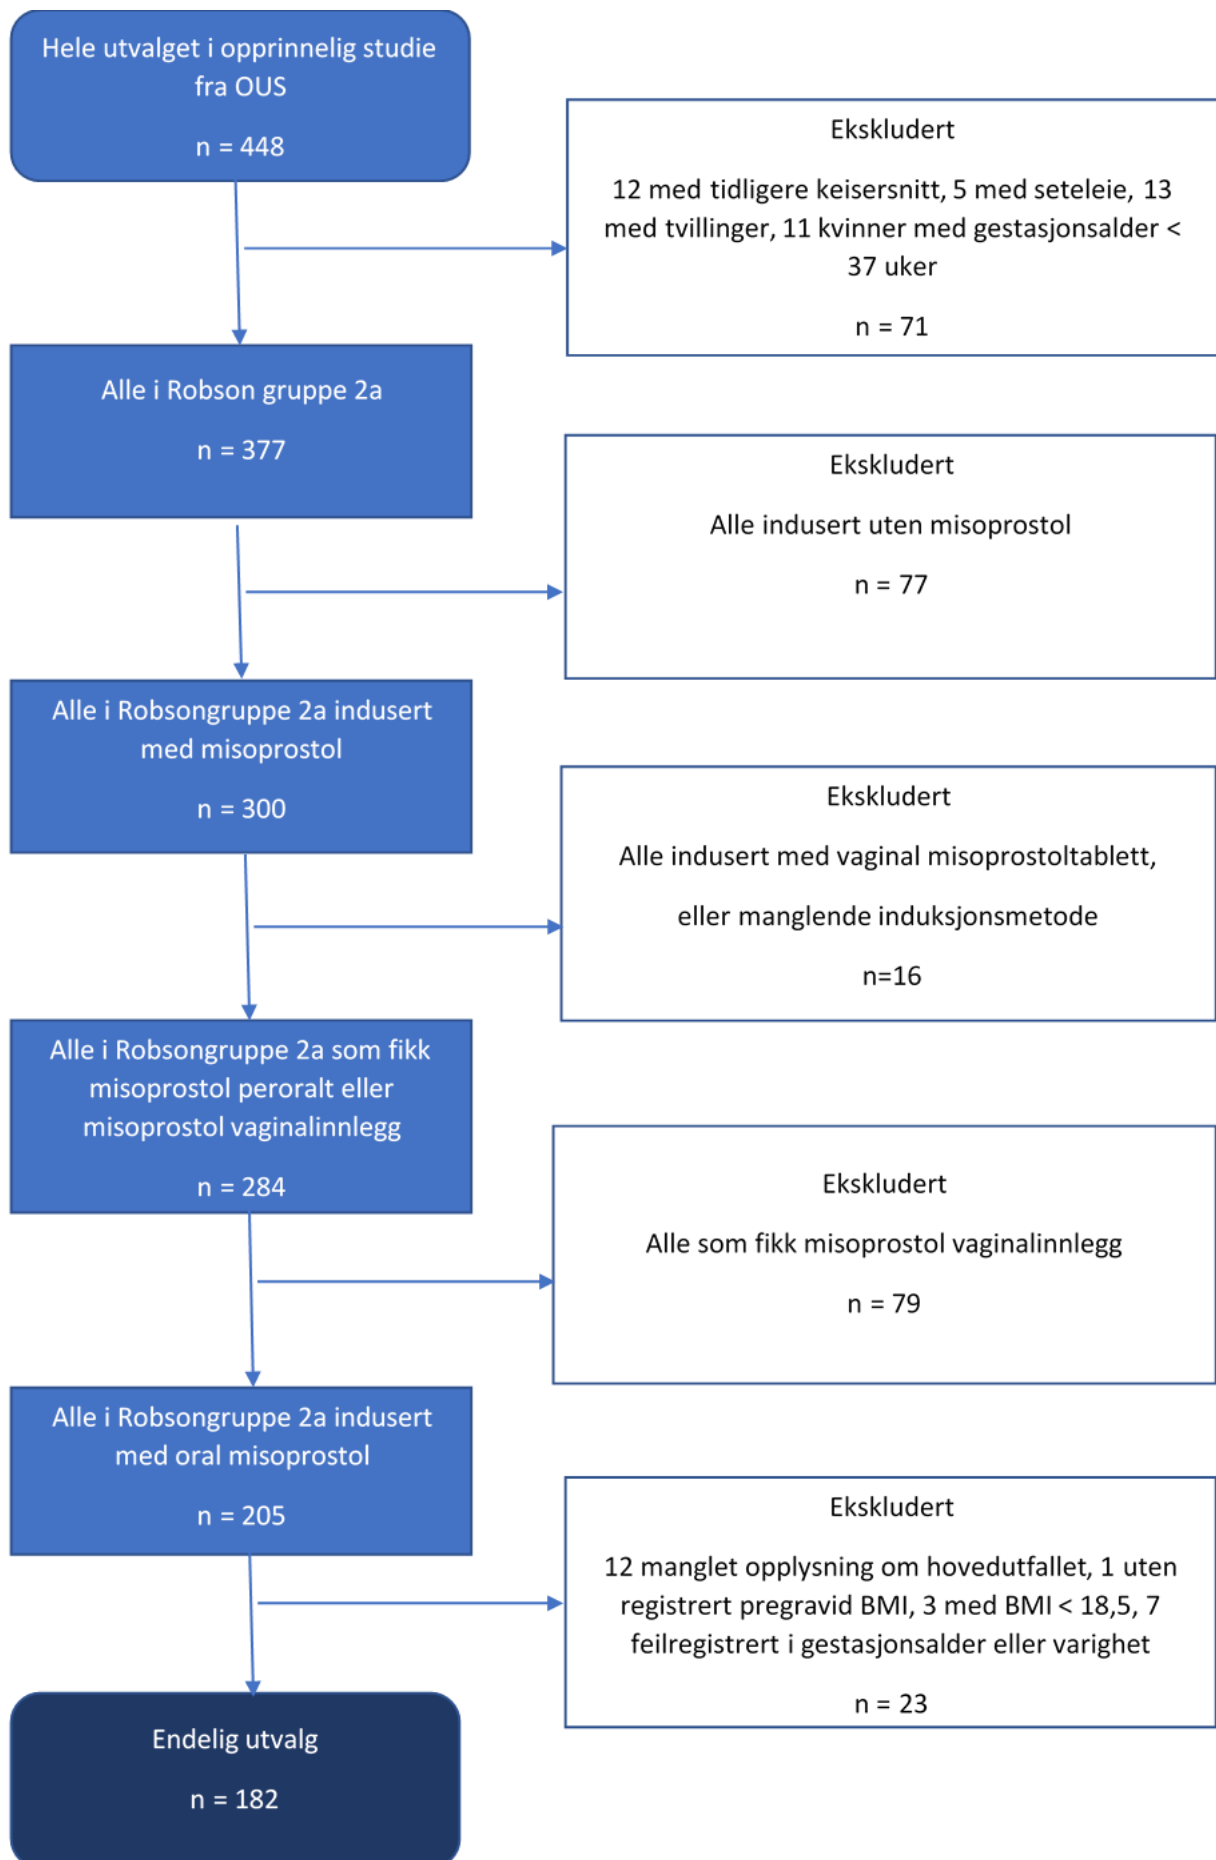 Hele utvalget i opprinnelig studie
fra OUS
n = 448
Ekskludert
12 med tidligere keisersnitt, 5 med seteleie, 13
med tvillinger, 11 kvinner med gestasjonsalder <
37 uker
n = 71
Alle i Robson gruppe 2a
n = 377
Ekskludert
Alle indusert uten misoprostol
n = 77
Alle i Robsongruppe 2a indusert
med misoprostol
n = 300
Ekskludert
Alle indusert med vaginal misoprostoltablett,
eller manglende induksjonsmetode
n=16
Alle i Robsongruppe 2a som fikk
misoprostol peroralt eller
misoprostol vaginalinnlegg
n = 284
Ekskludert
Alle som fikk misoprostol vaginalinnlegg
n = 79
Alle i Robsongruppe 2a indusert
med oral misoprostol
n = 205
Ekskludert
12 manglet opplysning om hovedutfallet, 1 uten
registrert pregravid BMI, 3 med BMI < 18,5, 7
feilregistrert i gestasjonsalder eller varighet
n = 23
Endelig utvalg
n = 182